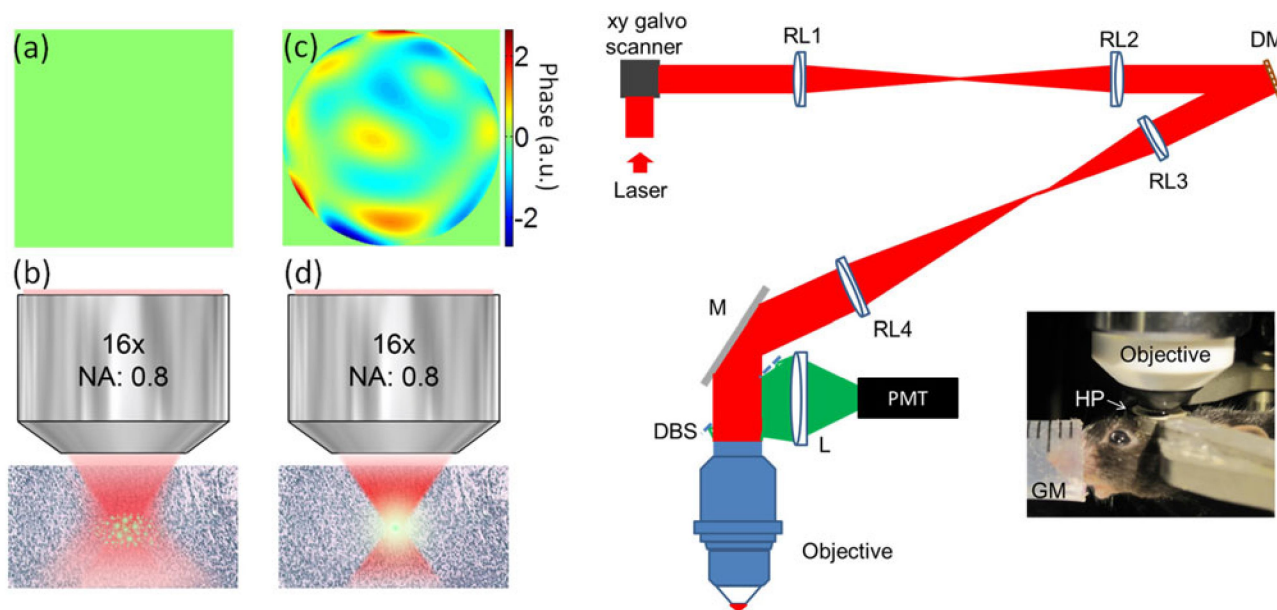 (a)
(c)
2
0
-2
Phase (a.u.)
(b)
16x
NA: 0.8
(d)
16x
NA: 0.8
xy galvo
scanner
RL1
RL2
DM
Laser
RL3
M
RL4
PMT
DBS
L
Objective
Objective
HP
GM